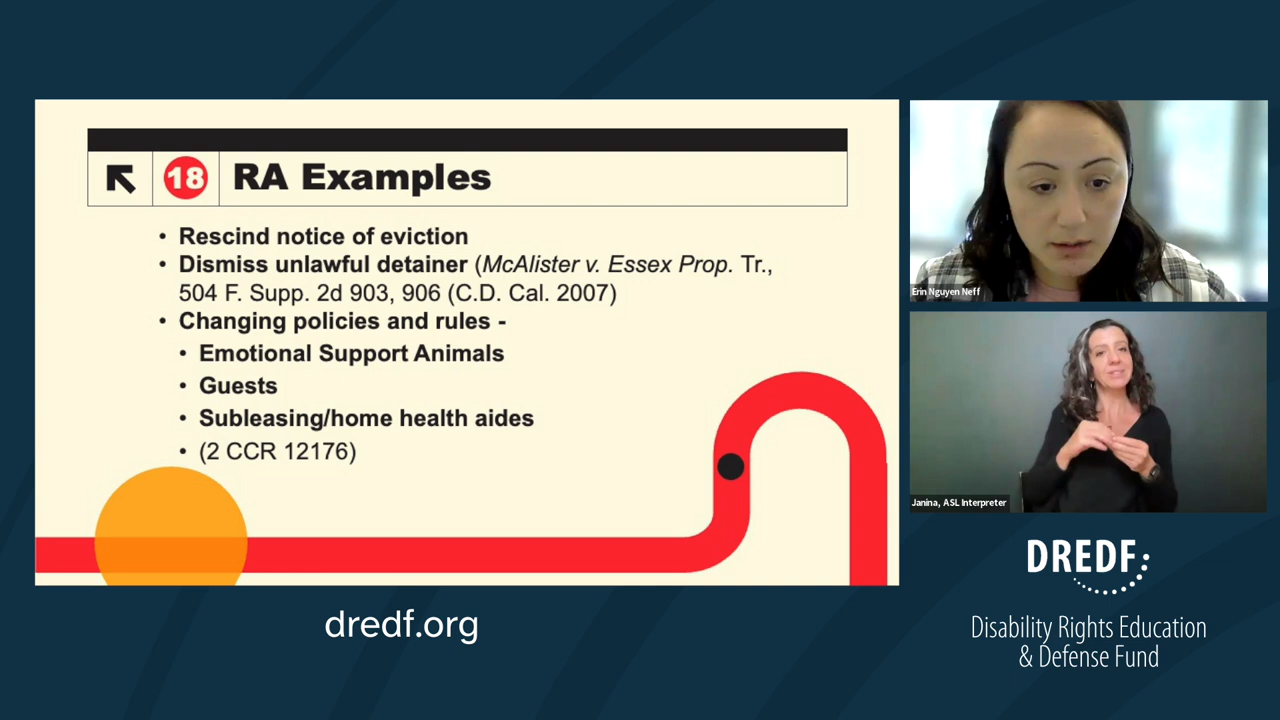 18 RA Examples
• Rescind notice of eviction
• Dismiss unlawful detainer (McAlister v. Essex Prop. Tr.,
504 F. Supp. 2d 903, 906 (C.D. Cal. 2007)
• Changing policies and rules -
• Emotional Support Animals
• Guests
• Subleasing/home health aides
• (2 CCR 12176)
Erin Nguyen Neff
Janina, ASL Interpreter
dredf.org
DREDF
Disability Rights Education
& Defense Fund